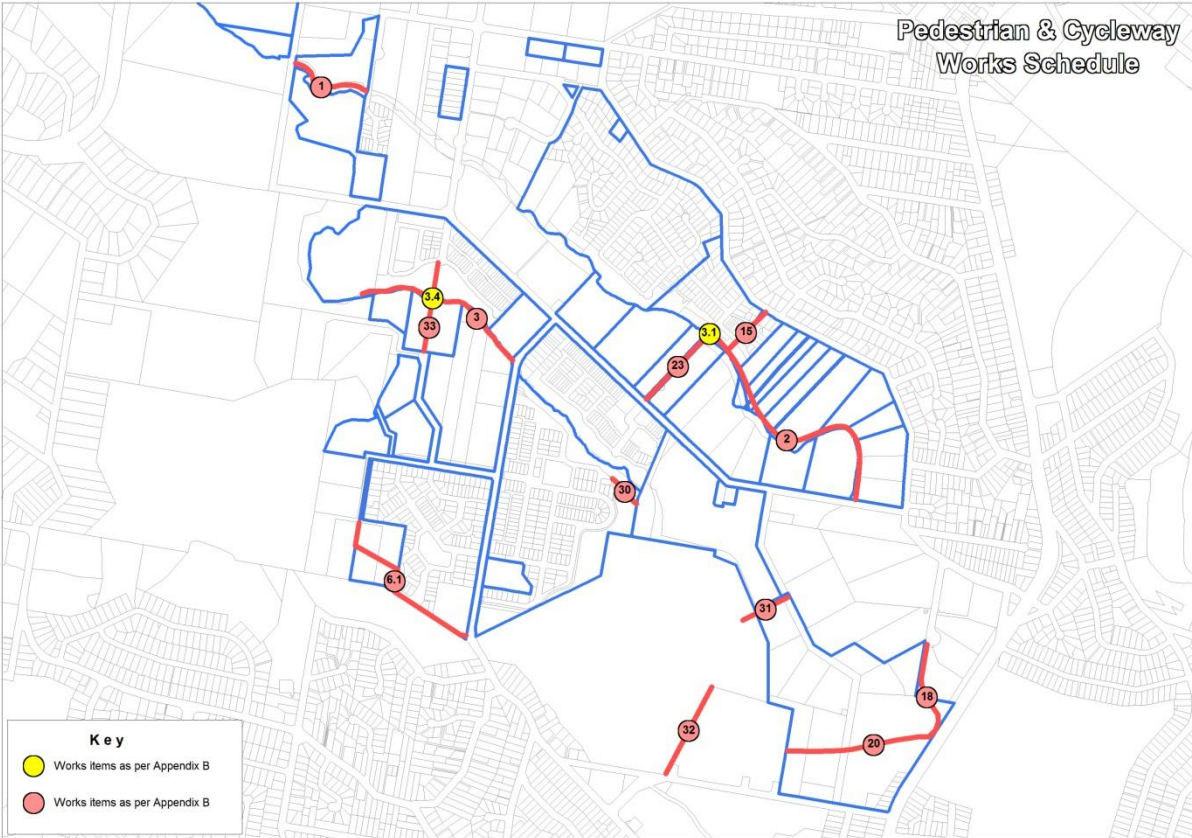 Pedestrian & Cycleway
Works Schedule
1
3.4
3
33
15
3.1
23
2
30
6.1
31
18
32
20
Key
Works items as per Appendix B
Works items as per Appendix B